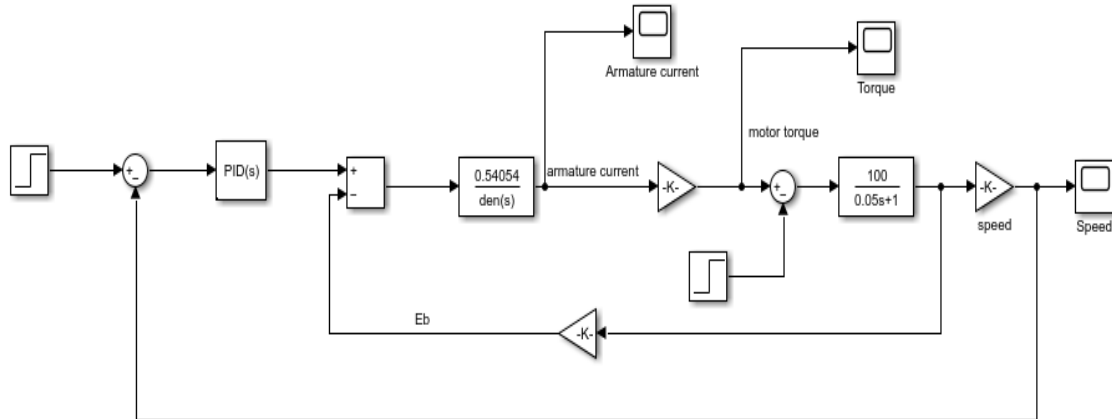 Armature current
Torque
motor torque
+
−
PID(s)
+
−
0.54054
den(s)
armature current
-K-
+
−
100
0.05s+1
-K-
speed
Speed
Eb
-K-